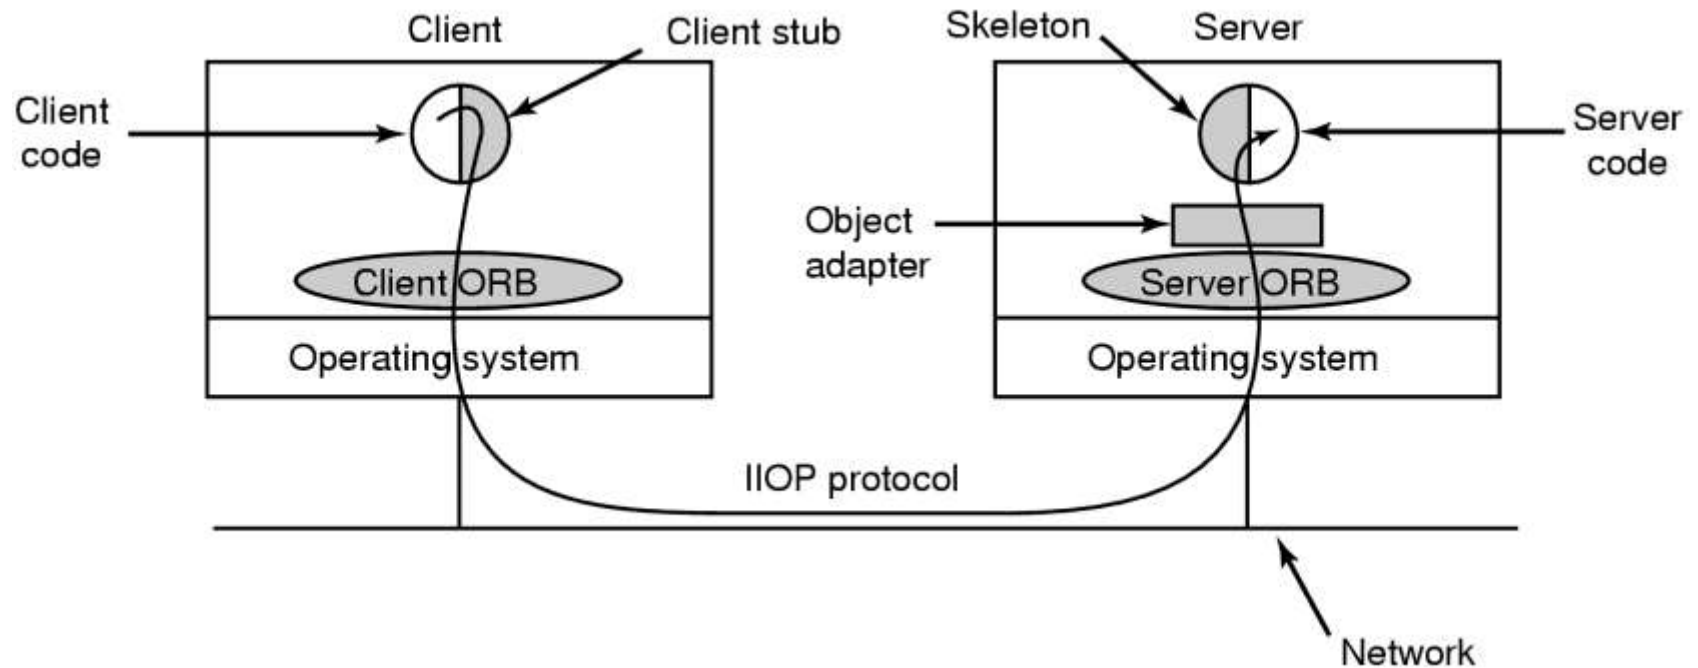 Client
Client stub
Skeleton
Server
Client
code
Server
code
Object
adapter
Client ORB
Server ORB
Operating system
Operating system
IIOP protocol
Network